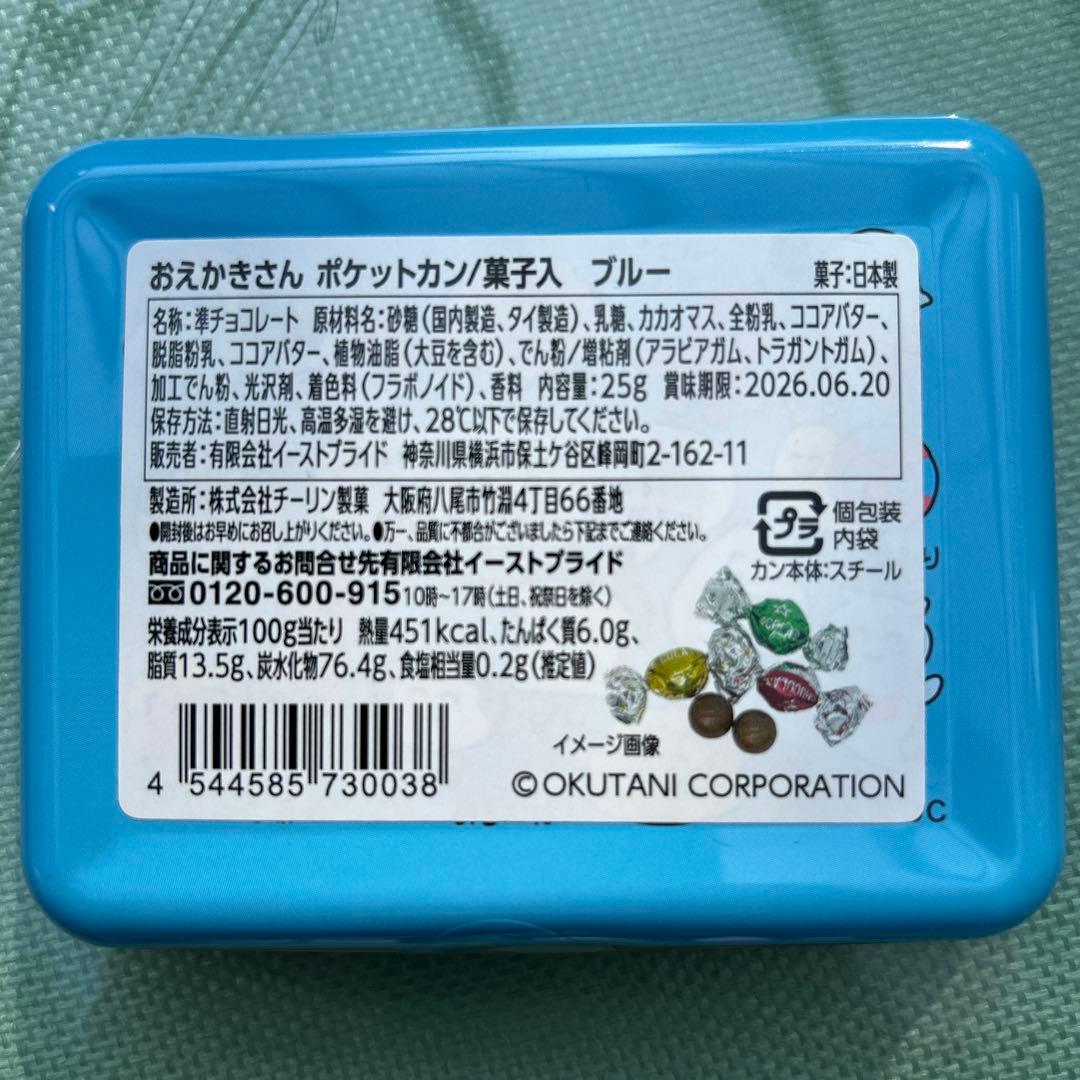 おえかきさん ポケットカン/菓子入 ブルー 菓子:日本製
名称:準チョコレート 原材料名:砂糖(国内製造、タイ製造)、乳糖、カカオマス、全粉乳、ココアバター、
脱脂粉乳、ココアバター、植物油脂(大豆を含む)、でん粉/増粘剤(アラビアガム、トラガントガム)、
加工でん粉、光沢剤、着色料(フラボノイド)、香料 内容量:25g 賞味期限:2026.06.20
保存方法:直射日光、高温多湿を避け、28℃以下で保存してください。
販売者:有限会社イーストプライド 神奈川県横浜市保土ケ谷区峰岡町2-162-11
製造所:株式会社チーリン製菓 大阪府八尾市竹淵4丁目66番地
●開封後はお早めにお召し上がりください。●万一、品質に不都合がございましたら下記までご連絡ください。
商品に関するお問合せ先有限会社イーストプライド
0120-600-915 10時~17時(土日、祝祭日を除く)
栄養成分表示100g当たり 熱量451kcal、たんぱく質6.0g、
脂質13.5g、炭水化物76.4g、食塩相当量0.2g(推定値)
プラ
個包装
内袋
カン本体:スチール
イメージ画像
4 544585 730038
©OKUTANI CORPORATION